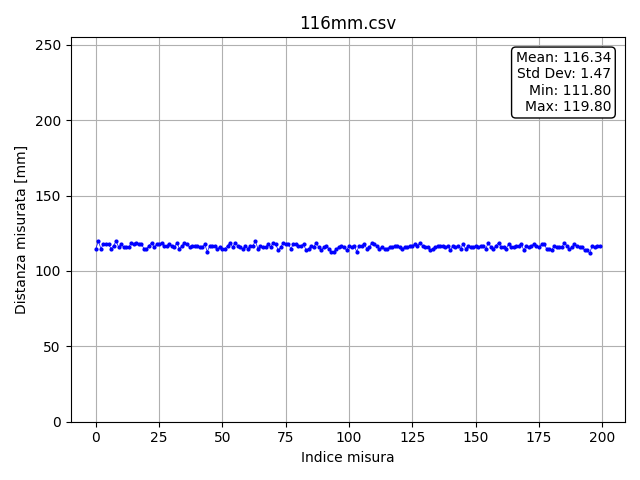 116mm.csv
Mean: 116.34
Std Dev: 1.47
Min: 111.80
Max: 119.80
Distanza misurata [mm]
250
200
150
100
50
0
0 25 50 75 100 125 150 175 200
Indice misura